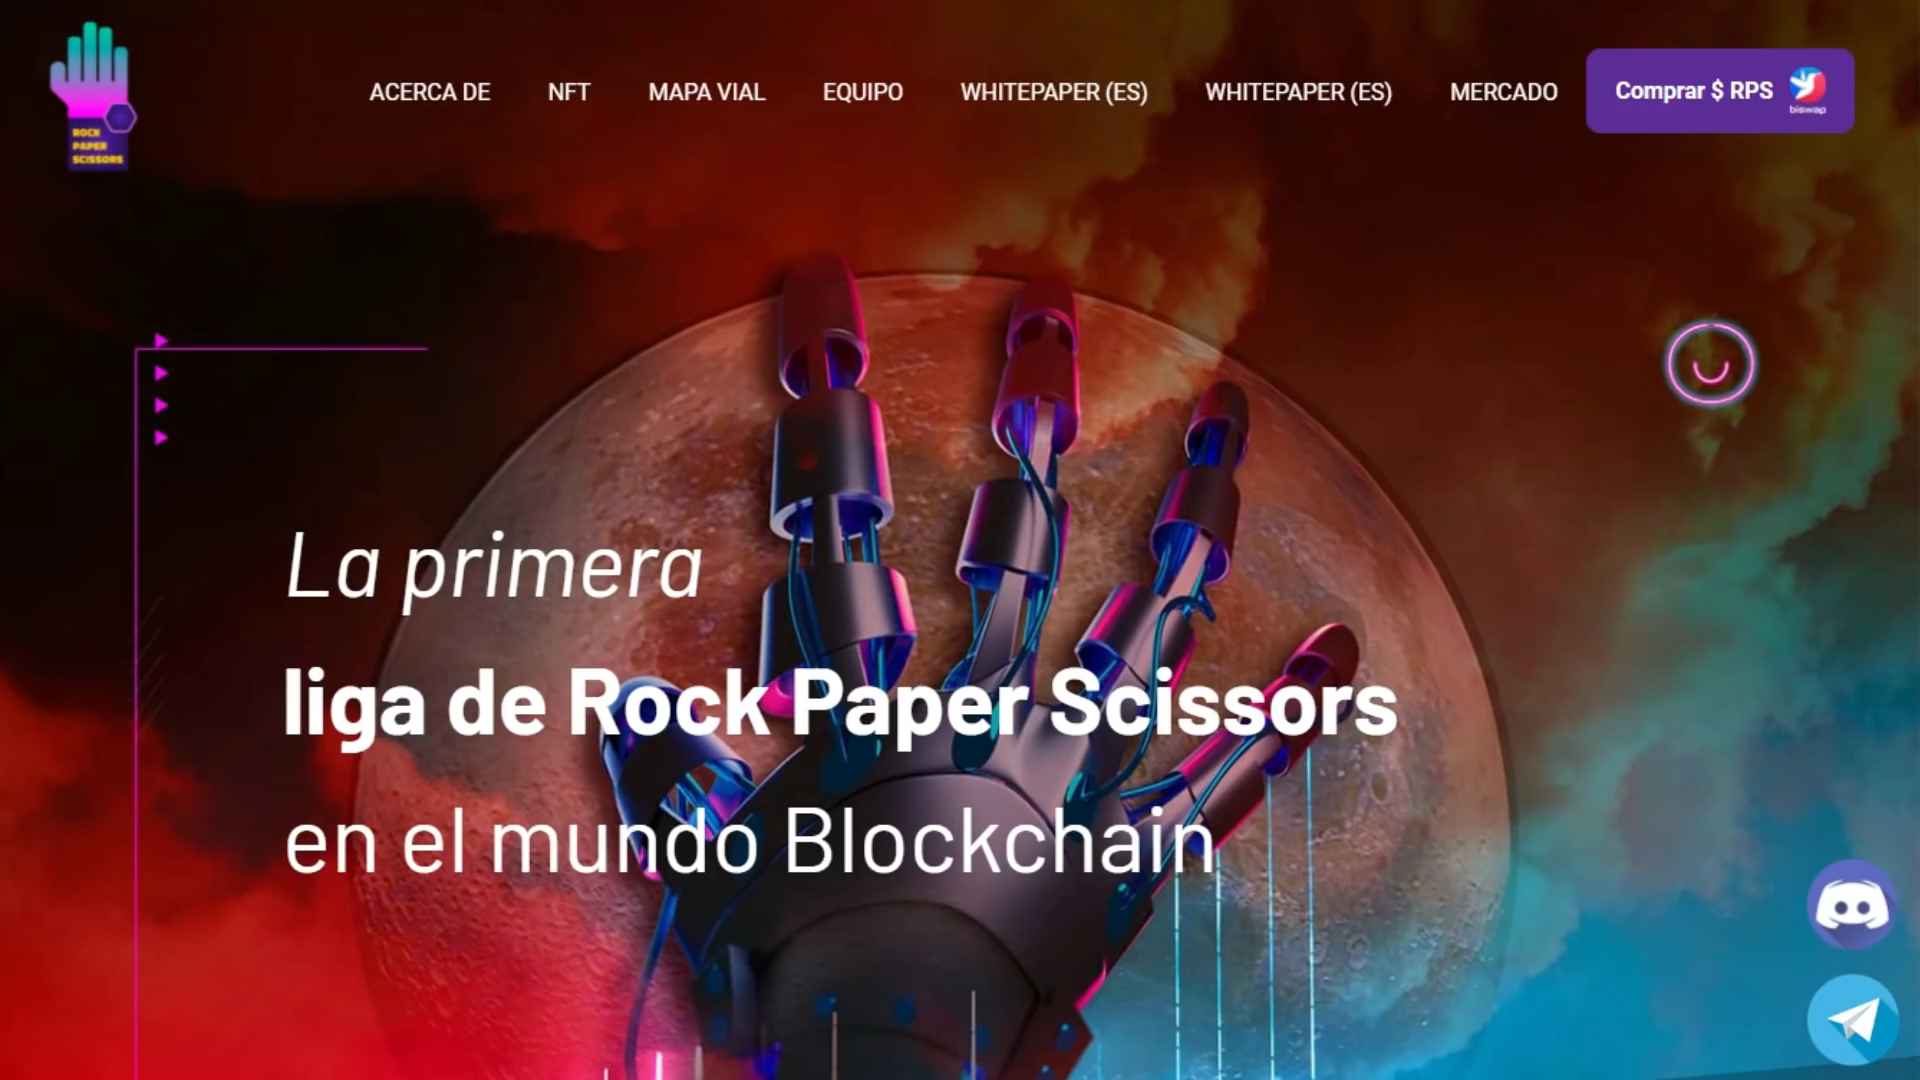 ROCK
PAPER
SCISSORS
ACERCA DE NFT MAPA VIAL EQUIPO WHITEPAPER (ES) WHITEPAPER (ES) MERCADO Comprar $ RPS
biswap
La primera
liga de Rock Paper Scissors
en el mundo Blockchain